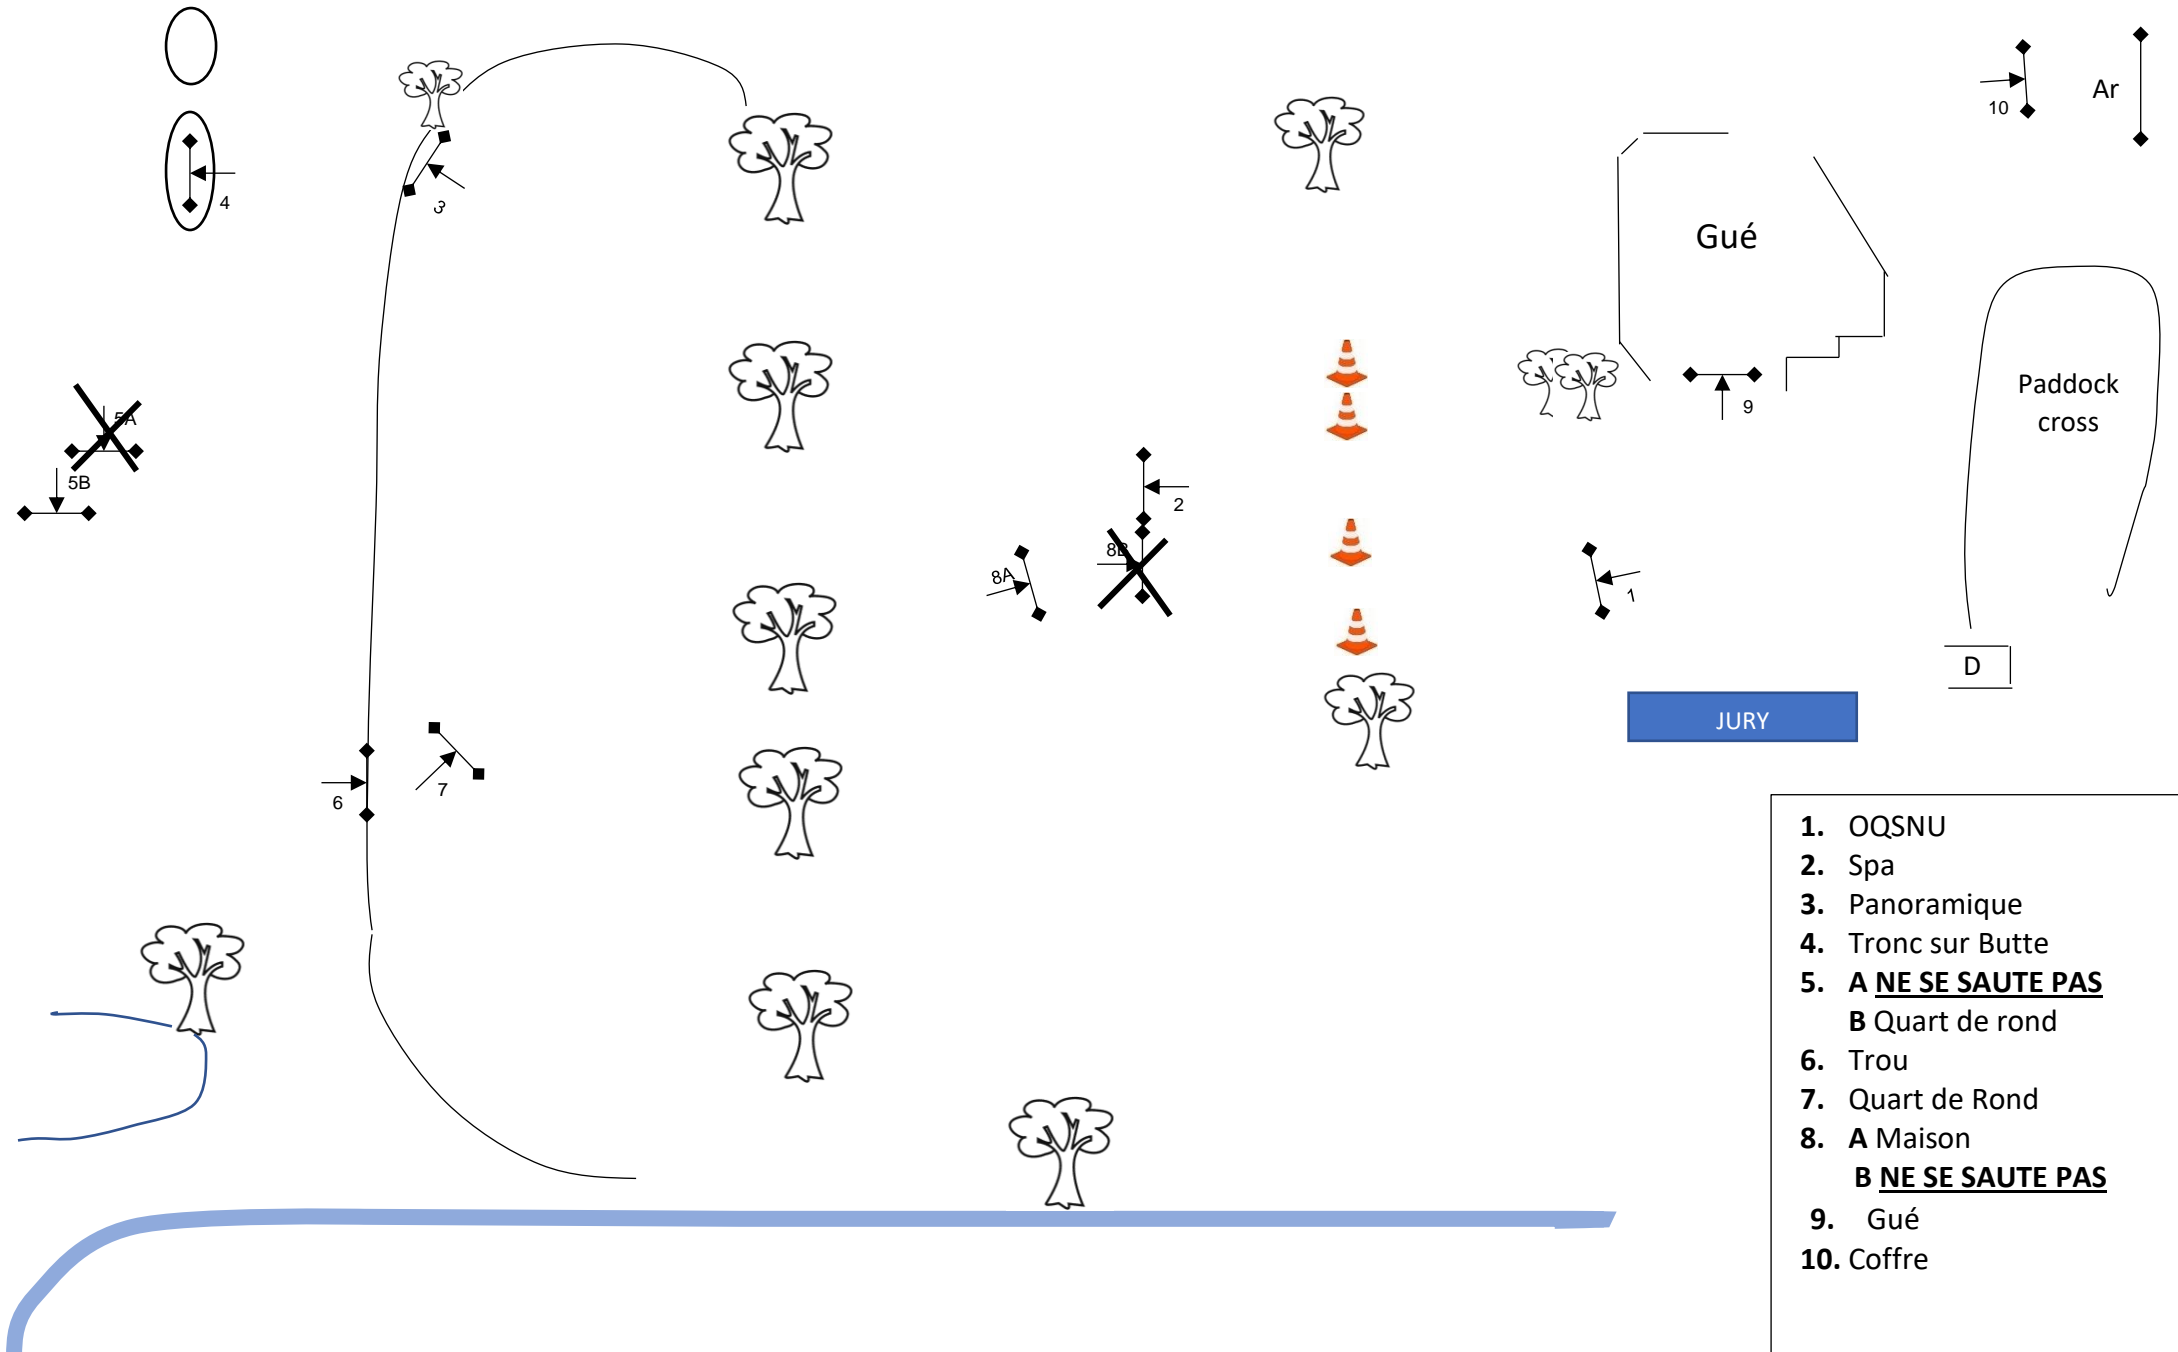 10
Ar
4
3
Gué
5A
5B
Paddock
cross
9
2
8B
8A
1
D
JURY
6
7
1. OQSNU
2. Spa
3. Panoramique
4. Tronc sur Butte
5. A NE SE SAUTE PAS
B Quart de rond
6. Trou
7. Quart de Rond
8. A Maison
B NE SE SAUTE PAS
9. Gué
10. Coffre